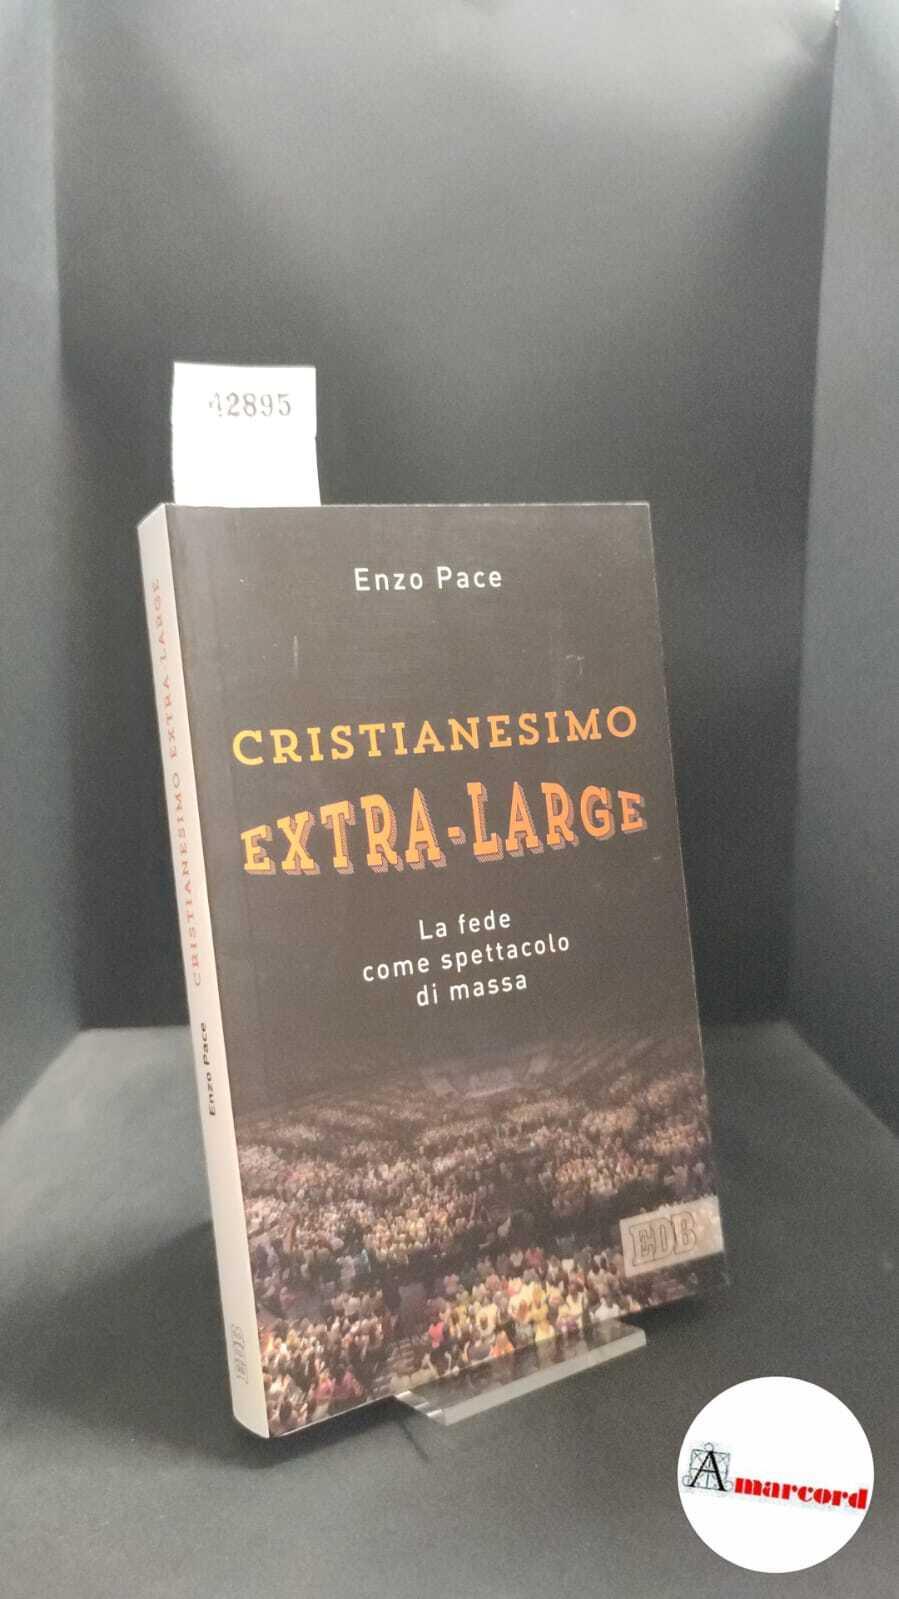 42895
Enzo Pace
CRISTIANESIMO
EXTRA-LARGE
La fede
come spettacolo
di massa
EDB
Enzo Pace CRISTIANESIMO EXTRA-LARGE
EDB
Amarcord